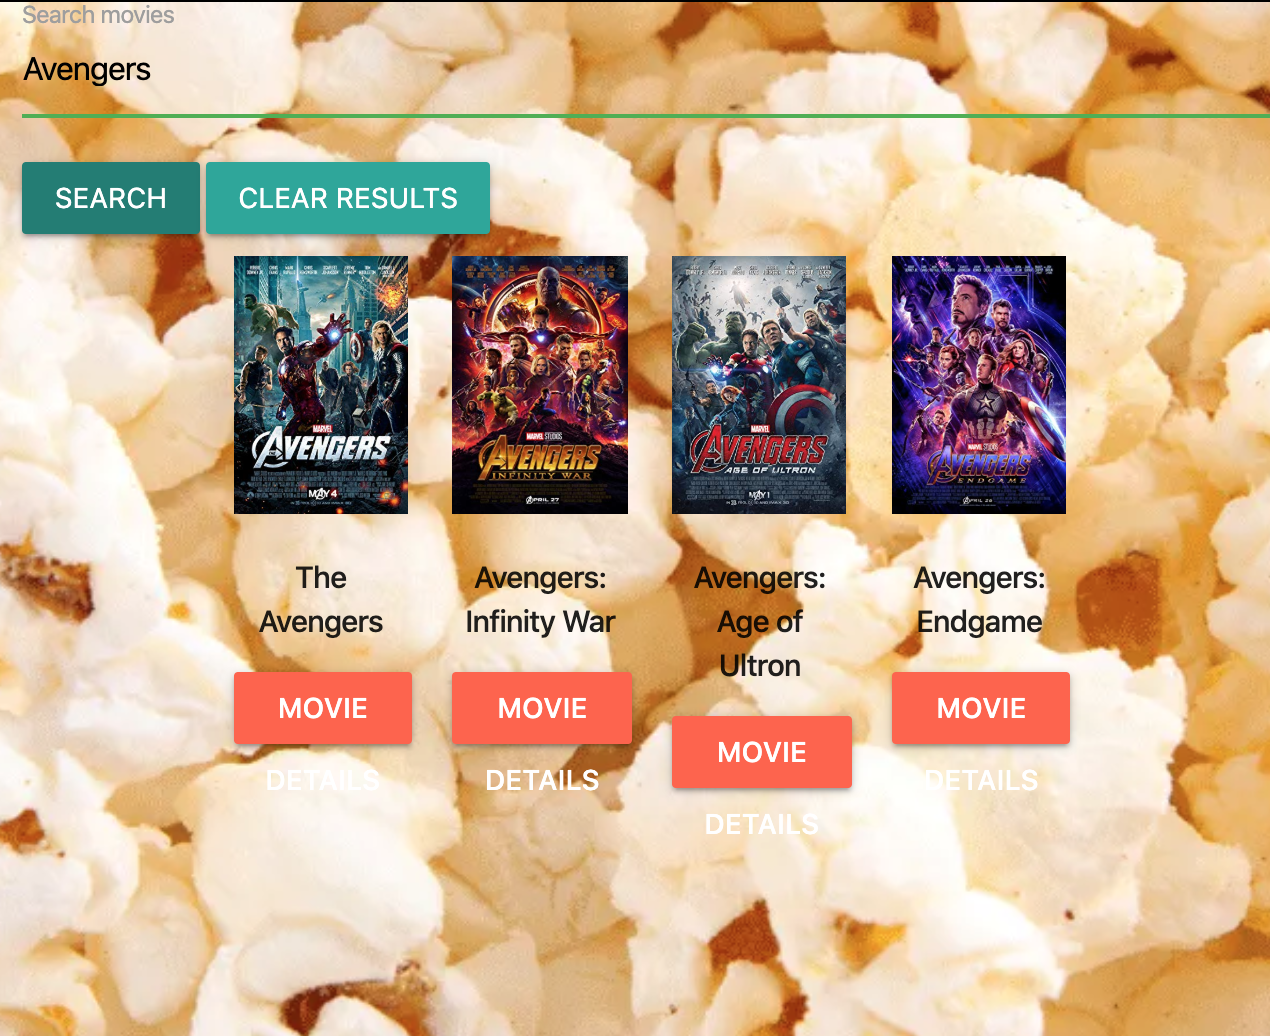 Search movies
Avengers
SEARCH
CLEAR RESULTS
MARVEL
AVENGERS
MAY 4
MARVEL STUDIOS
AVENGERS
INFINITY WAR
APRIL 27
MARVEL
AVENGERS
AGE OF ULTRON
MAY 1
MARVEL STUDIOS
AVENGERS
ENDGAME
APRIL 26
The
Avengers
Avengers:
Infinity War
Avengers:
Age of
Ultron
Avengers:
Endgame
MOVIE
DETAILS
MOVIE
DETAILS
MOVIE
DETAILS
MOVIE
DETAILS